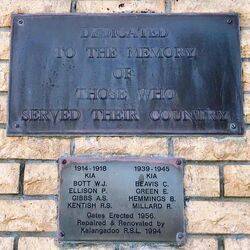 DEDICATED
TO THE MEMORY
OF
THOSE WHO
SERVED THEIR COUNTRY
1914-1918 1939-1945
KIA KIA
BOTT W.J. BEAVIS C.
ELLISON P. GREEN E.
GIBBS A.S. HEMMINGS B.
KENTISH R.S. MILLARD R.
Gates Erected 1956
Repaired & Renovated by
Kalangadoo R.S.L. 1994